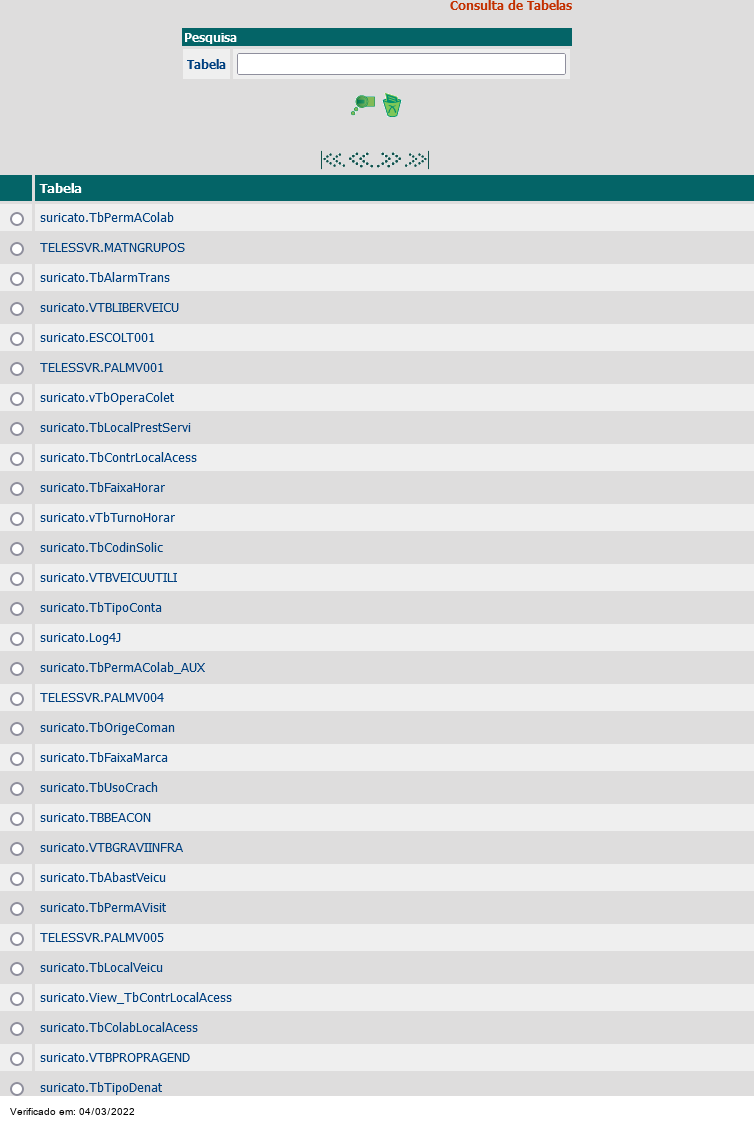 Consulta de Tabelas
Pesquisa
Tabela
Tabela
suricato.TbPermAColab
TELESSVR.MATNGRUPOS
suricato.TbAlarmTrans
suricato.VTBLIBERVEICU
suricato.ESCOLT001
TELESSVR.PALMV001
suricato.vTbOperaColet
suricato.TbLocalPrestServi
suricato.TbContrLocalAcess
suricato.TbFaixaHorar
suricato.vTbTurnoHorar
suricato.TbCodinSolic
suricato.VTBVEICUUTILI
suricato.TbTipoConta
suricato.Log4J
suricato.TbPermAColab_AUX
TELESSVR.PALMV004
suricato.TbOrigeComan
suricato.TbFaixaMarca
suricato.TbUsoCrach
suricato.TBBEACON
suricato.VTBGRAVIINFRA
suricato.TbAbastVeicu
suricato.TbPermAVisit
TELESSVR.PALMV005
suricato.TbLocalVeicu
suricato.View_TbContrLocalAcess
suricato.TbColabLocalAcess
suricato.VTBPROPRAGEND
suricato.TbTipoDenat
Verificado em: 04/03/2022